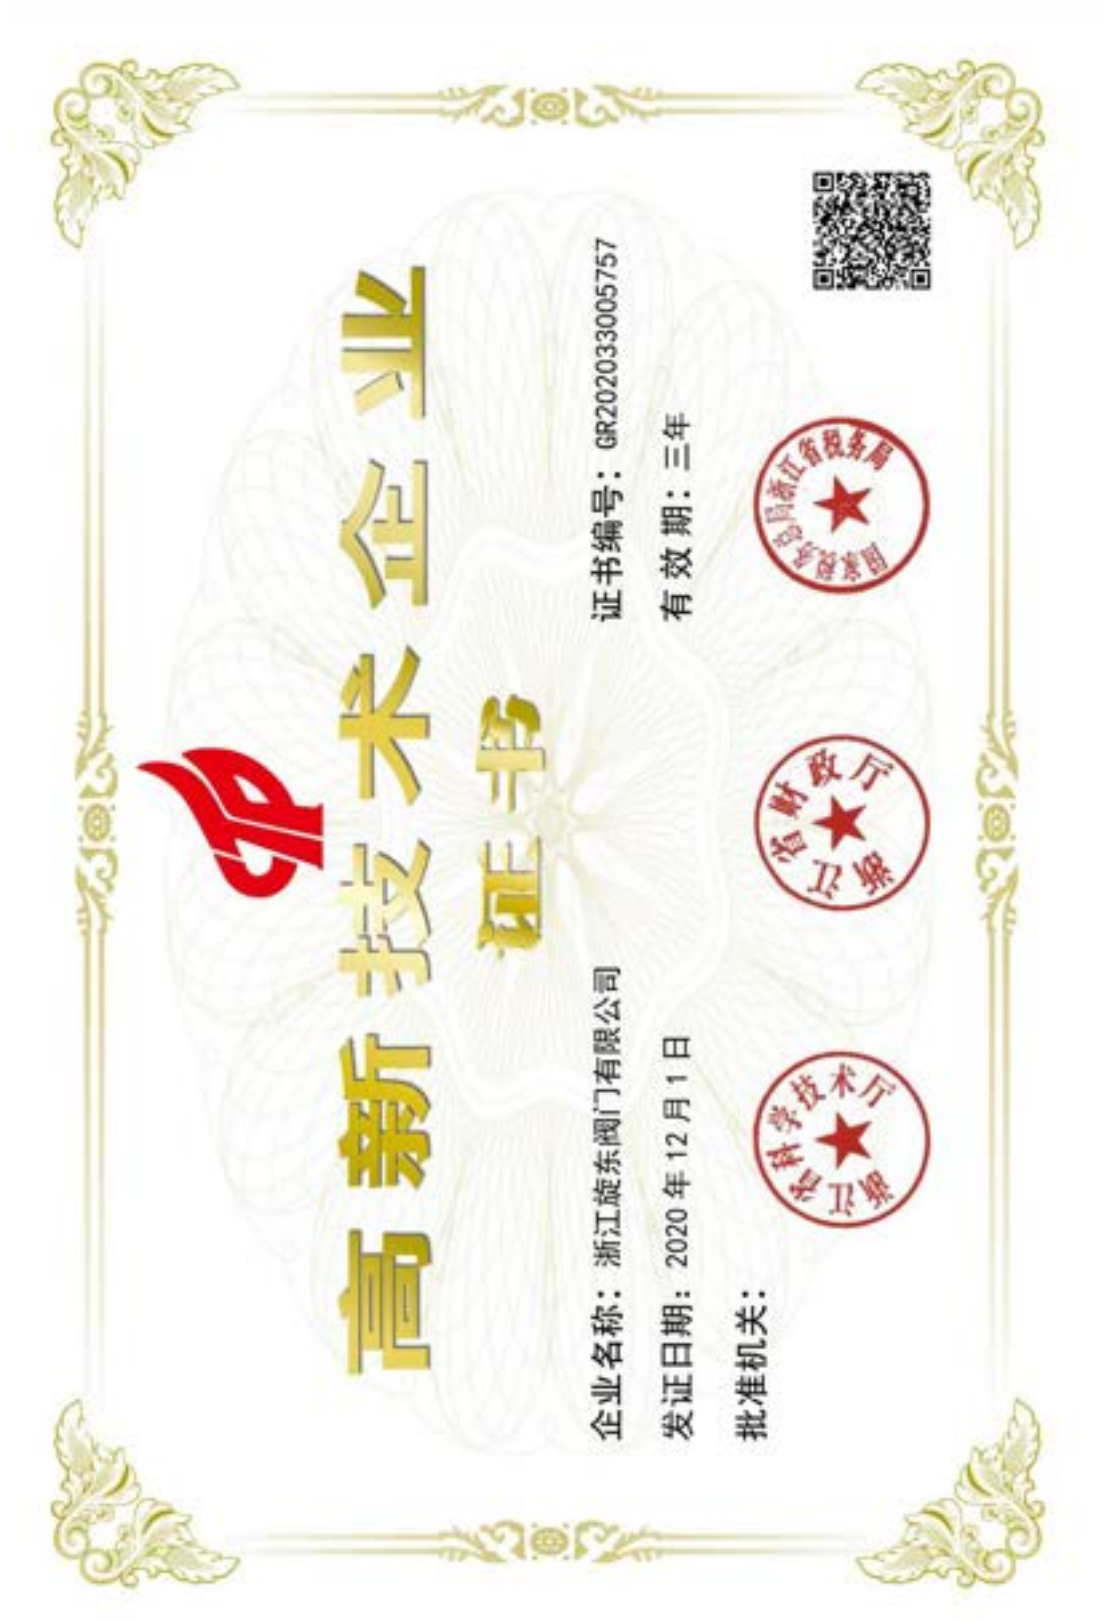 高新技术企业
证书
企业名称：浙江旋东阀门有限公司
证书编号：GR202033005757
发证日期：2020年12月1日
有效期：三年
批准机关：
浙江省科学技术厅
浙江省财政厅
国家税务总局浙江省税务局